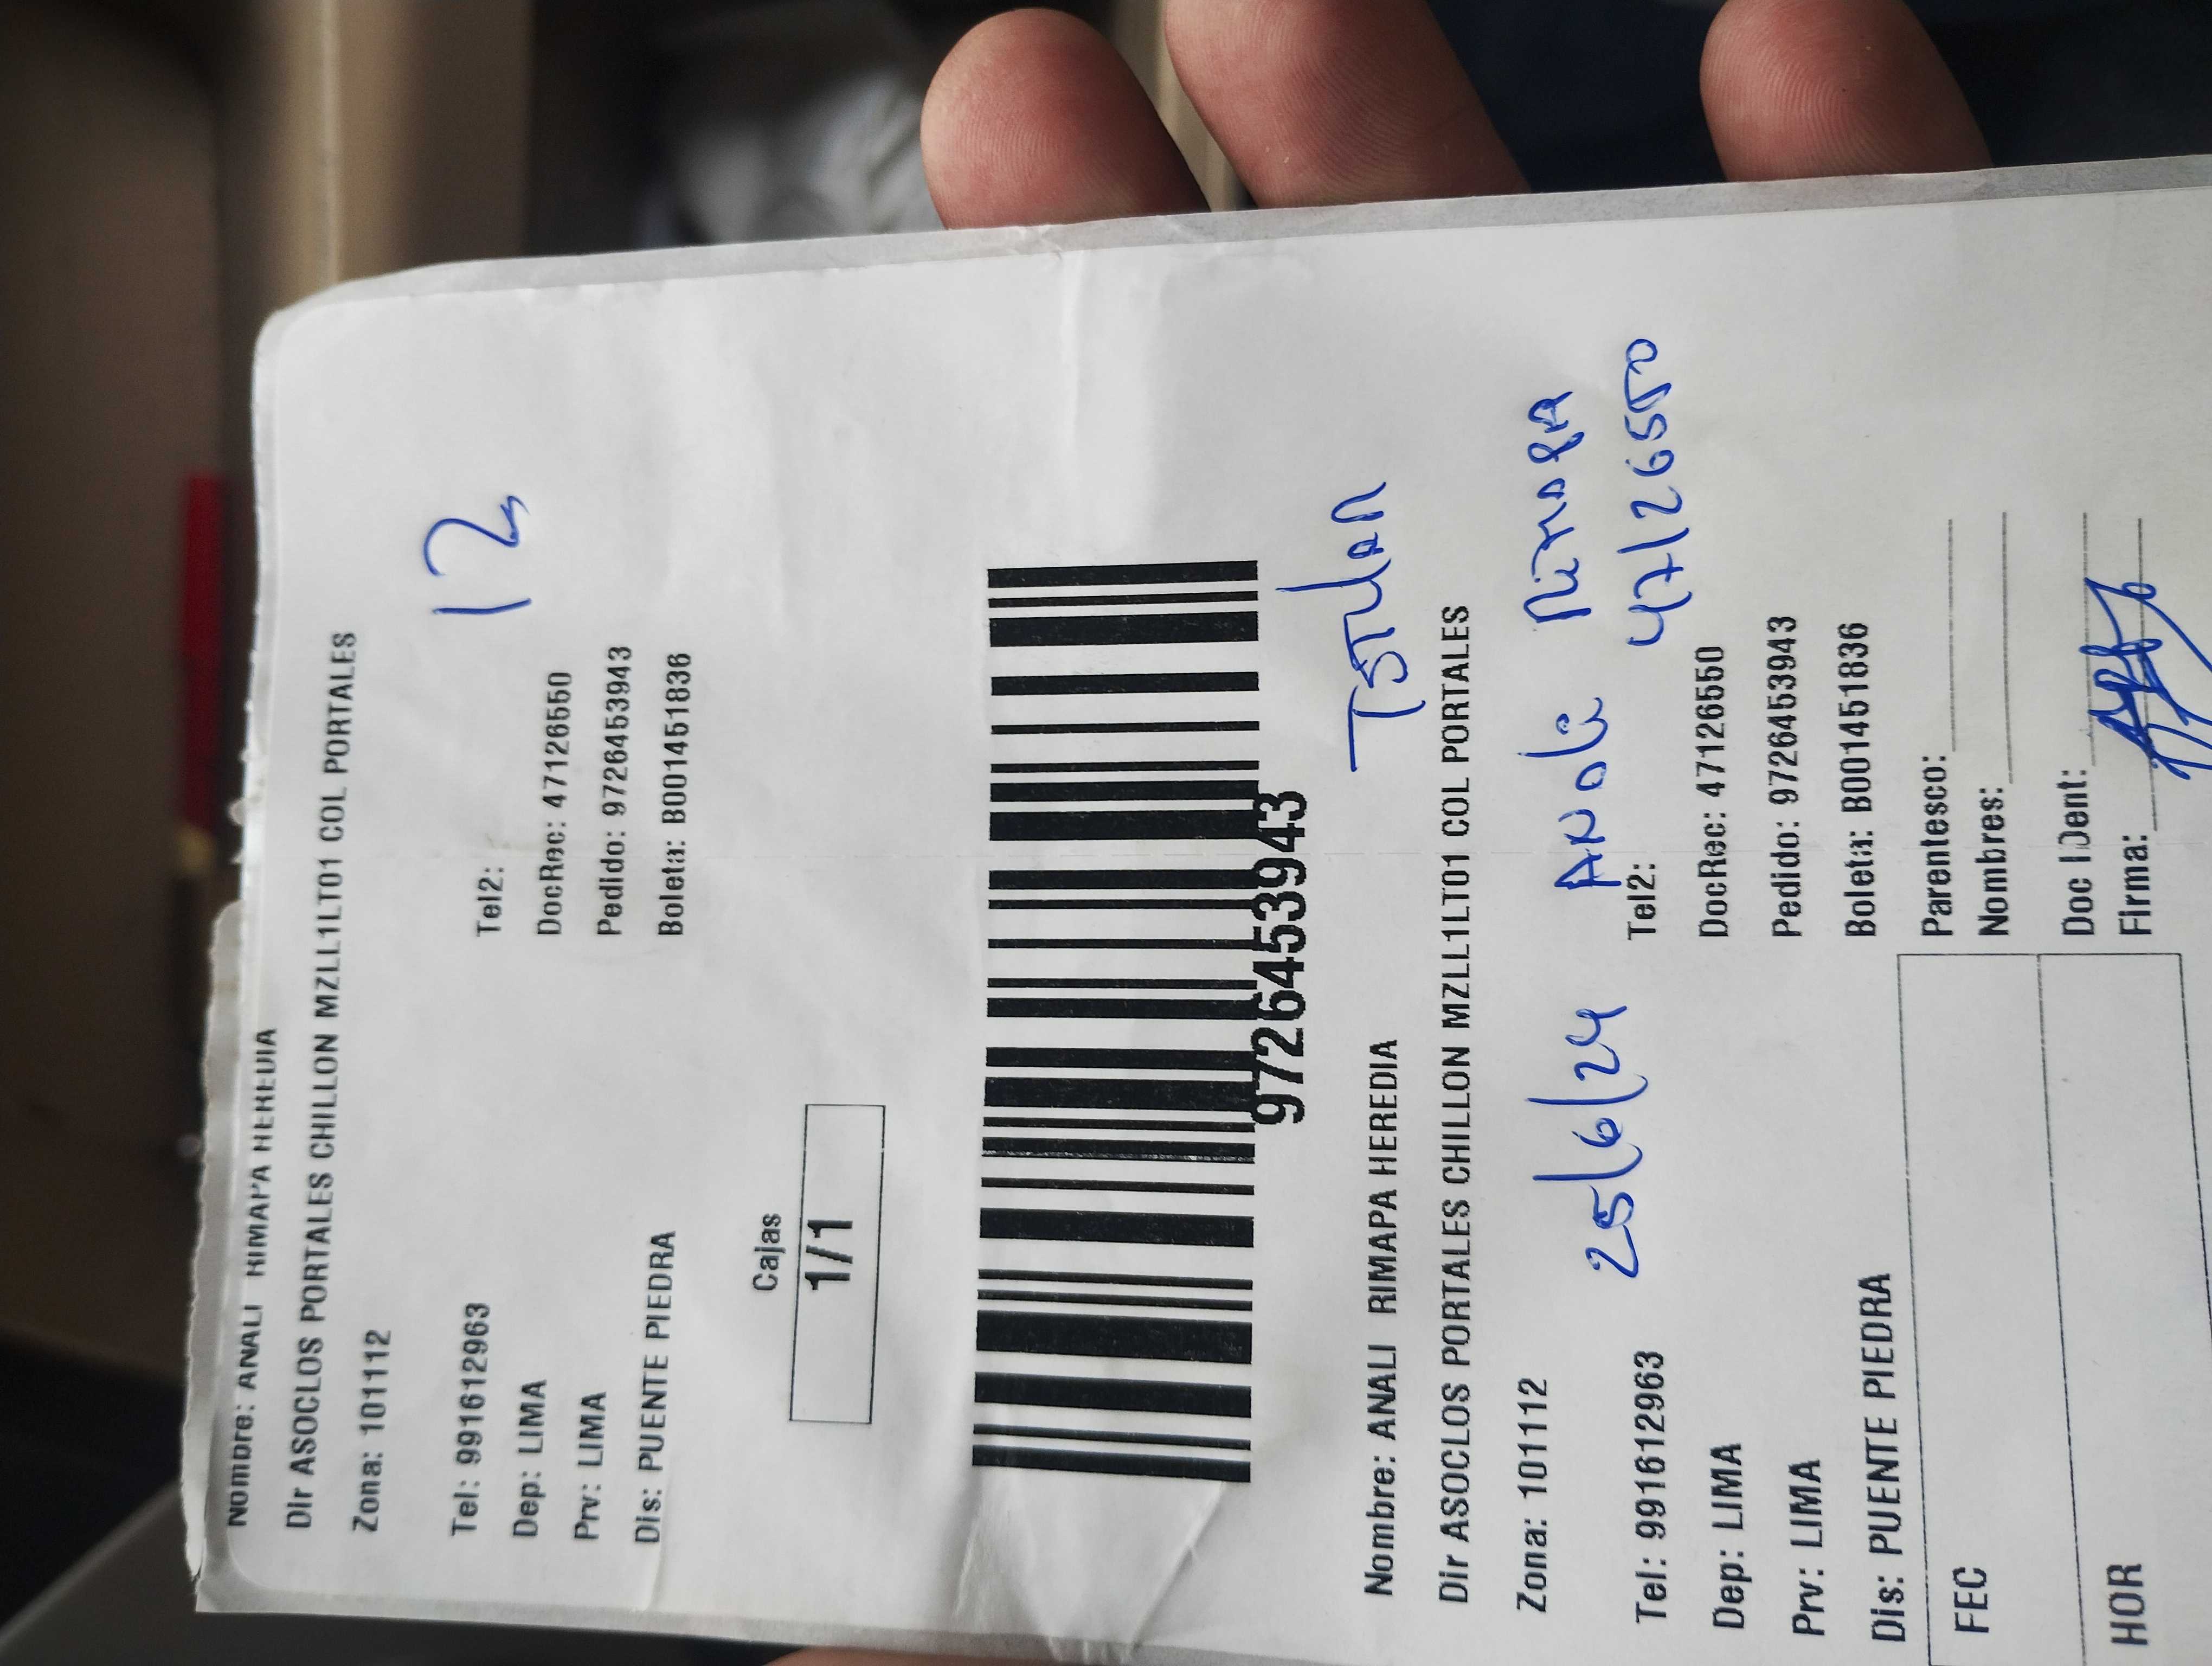 Nombre: ANALI RIMAPA HEREDIA
Dir ASOCLOS PORTALES CHILLON MZLL1LT01 COL PORTALES
Zona: 101112
12
Tel: 991612963 Tel2:
Dep: LIMA DocRec: 47126550
Prv: LIMA Pedido: 9726453943
Dis: PUENTE PIEDRA Boleta: B001451836
Cajas
1/1
9726453943
Nombre: ANALI RIMAPA HEREDIA
Dir ASOCLOS PORTALES CHILLON MZLL1LT01 COL PORTALES
Zona: 101112
25/6/24 Anali Rimapa
47126550
Tel: 991612963 Tel2:
Dep: LIMA DocRec: 47126550
Prv: LIMA Pedido: 9726453943
Dis: PUENTE PIEDRA Boleta: B001451836
FEC Parentesco:
Nombres:
HOR Doc IDent:
Firma: